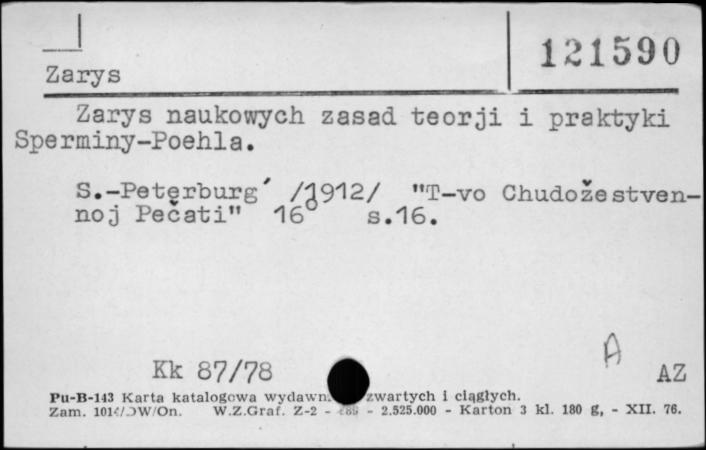 121590
Zarys
Zarys naukowych zasad teorji i praktyki
Sperminy-Poehla.
S.-Peterburg´ /1912/ "T-vo Chudožestven-
noj Pečati" 16° s.16.
A
Kk 87/78 AZ
Pu-B-143 Karta katalogowa wydawn. zwartych i ciągłych.
Zam. W/On. W.Z.Graf. Z-2 - - 2.525.000 - Karton 3 kl. 180 g, - XII. 76.